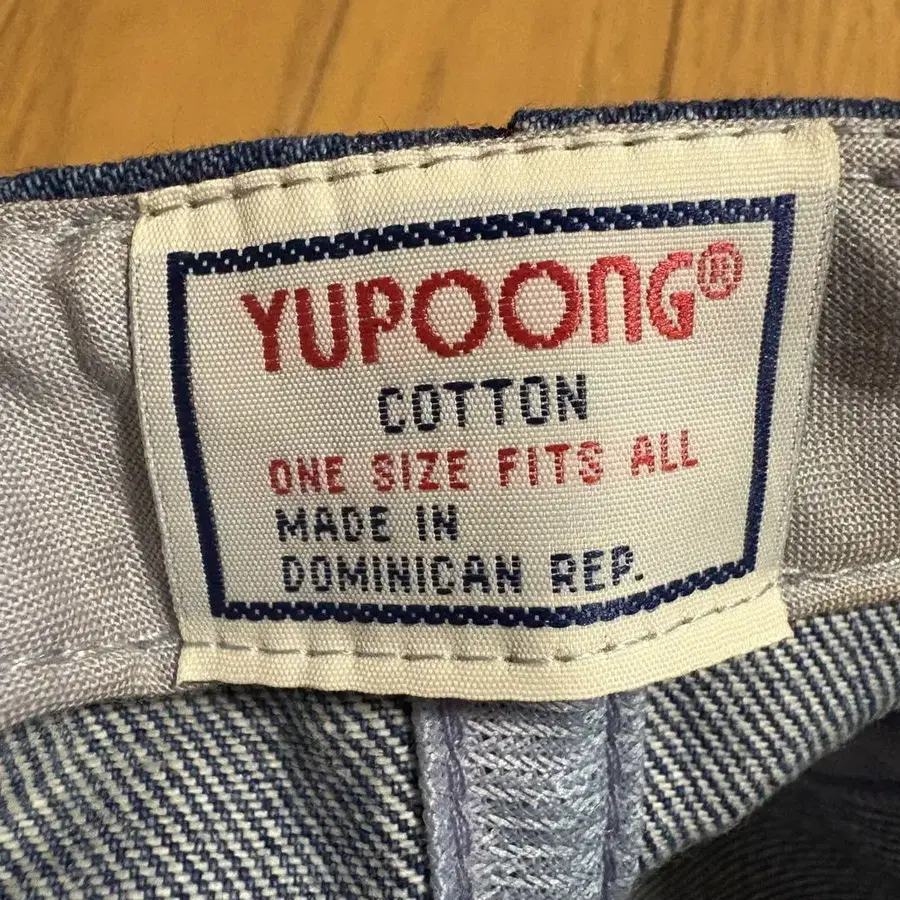 YUPOONG®
COTTON
ONE SIZE FITS ALL
MADE IN
DOMINICAN REP.